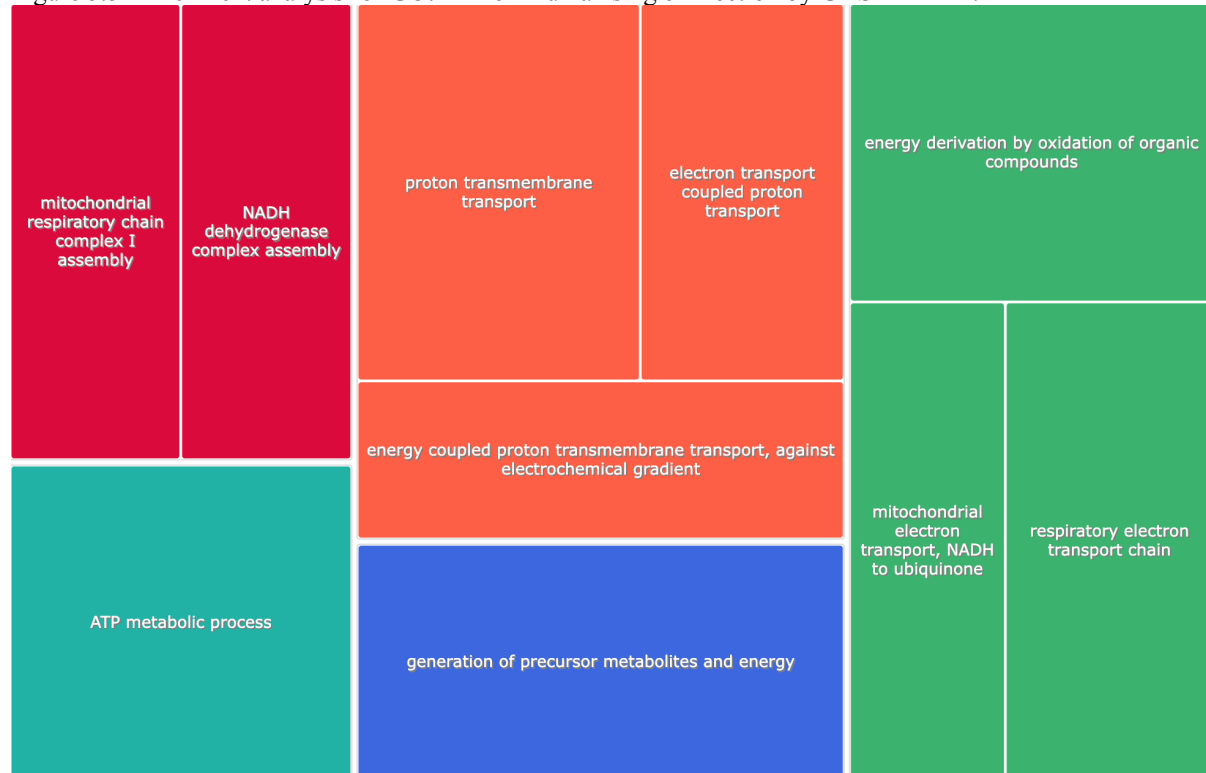 mitochondrial
respiratory chain
complex I
assembly
NADH
dehydrogenase
complex assembly
proton transmembrane
transport
electron transport
coupled proton
transport
energy derivation by oxidation of organic
compounds
energy coupled proton transmembrane transport, against
electrochemical gradient
mitochondrial
electron
transport, NADH
to ubiquinone
respiratory electron
transport chain
ATP metabolic process
generation of precursor metabolites and energy